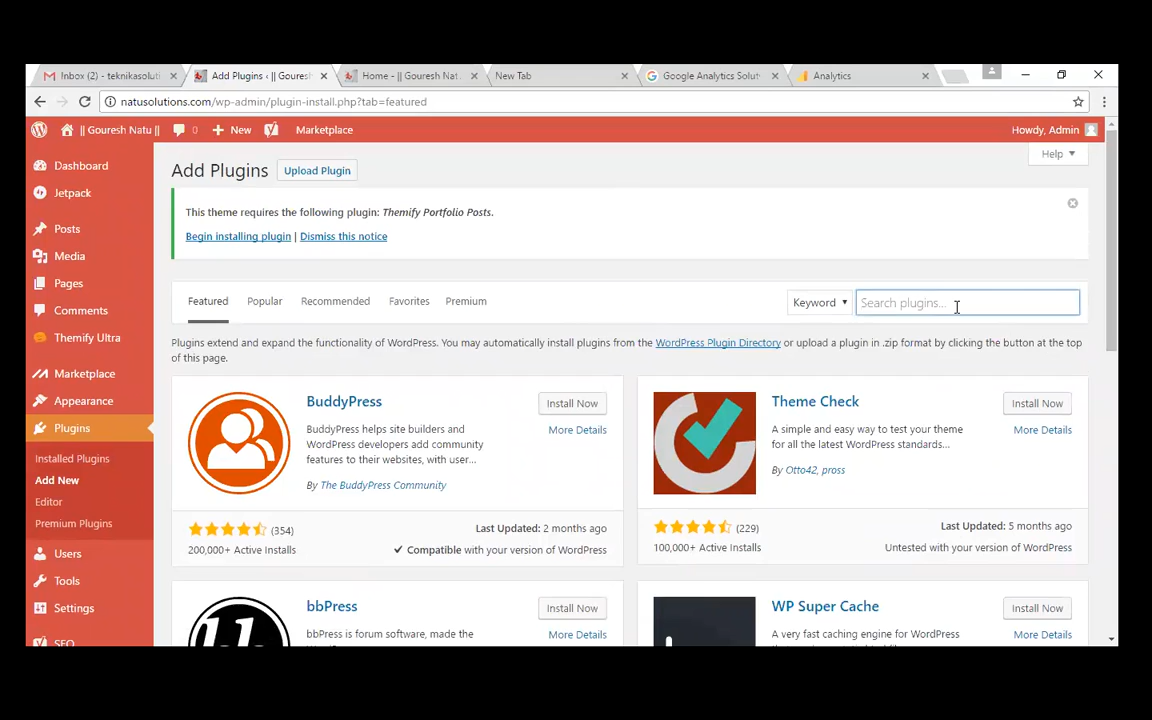 Inbox (2) - teknikasoluti
Add Plugins ‹ || Gouresh
Home - || Gouresh Nat
New Tab
Google Analytics Solut
Analytics
natusolutions.com/wp-admin/plugin-install.php?tab=featured
|| Gouresh Natu ||
0
New
Marketplace
Howdy, Admin
Dashboard
Jetpack
Posts
Media
Pages
Comments
Themify Ultra
Marketplace
Appearance
Plugins
Installed Plugins
Add New
Editor
Premium Plugins
Users
Tools
Settings
SEO
Help
Add Plugins
Upload Plugin
This theme requires the following plugin: Themify Portfolio Posts.
Begin installing plugin | Dismiss this notice
Featured Popular Recommended Favorites Premium
Keyword
Search plugins...
Plugins extend and expand the functionality of WordPress. You may automatically install plugins from the WordPress Plugin Directory or upload a plugin in .zip format by clicking the button at the top
of this page.
BuddyPress
Install Now
More Details
BuddyPress helps site builders and
WordPress developers add community
features to their websites, with user...
By The BuddyPress Community
(354)
200,000+ Active Installs
Last Updated: 2 months ago
Compatible with your version of WordPress
Theme Check
Install Now
More Details
A simple and easy way to test your theme
for all the latest WordPress standards...
By Otto42, pross
(229)
100,000+ Active Installs
Last Updated: 5 months ago
Untested with your version of WordPress
bbPress
Install Now
More Details
bbPress is forum software, made the
WP Super Cache
Install Now
More Details
A very fast caching engine for WordPress